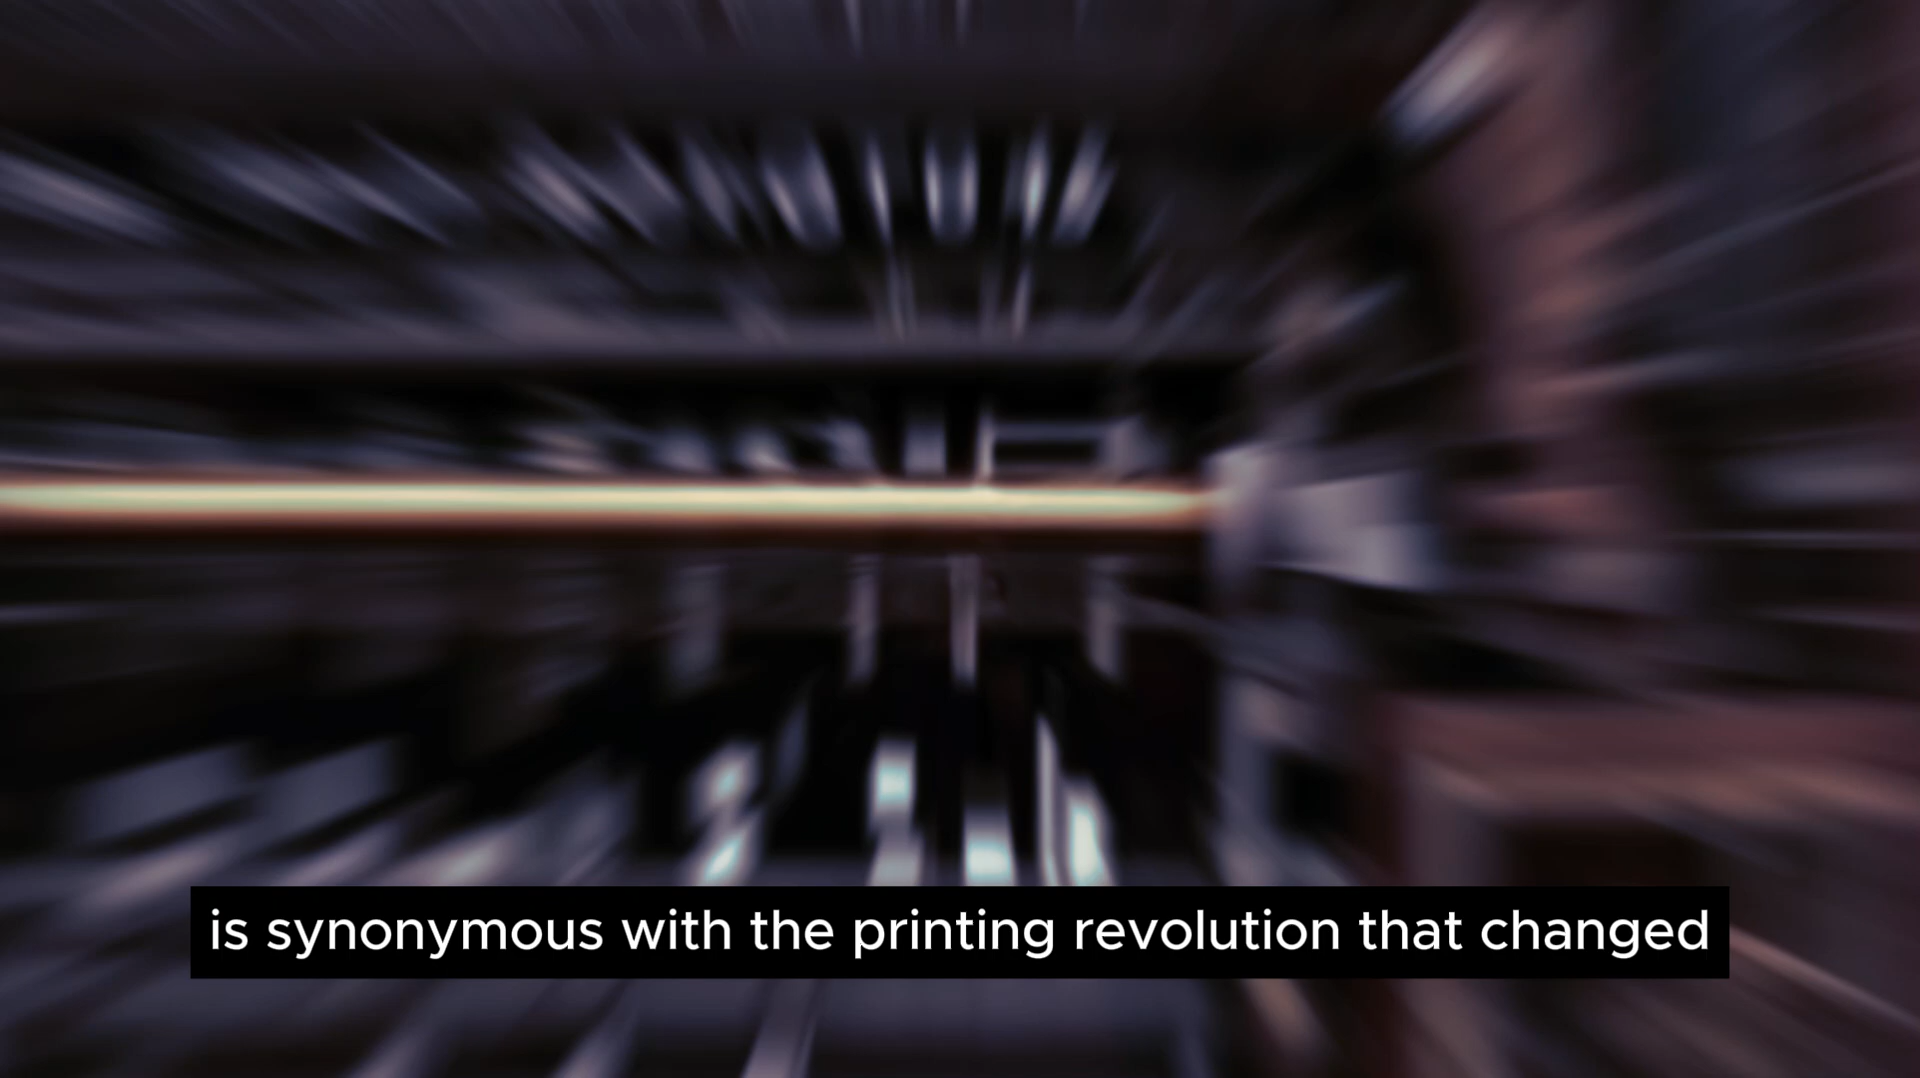 is synonymous with the printing revolution that changed